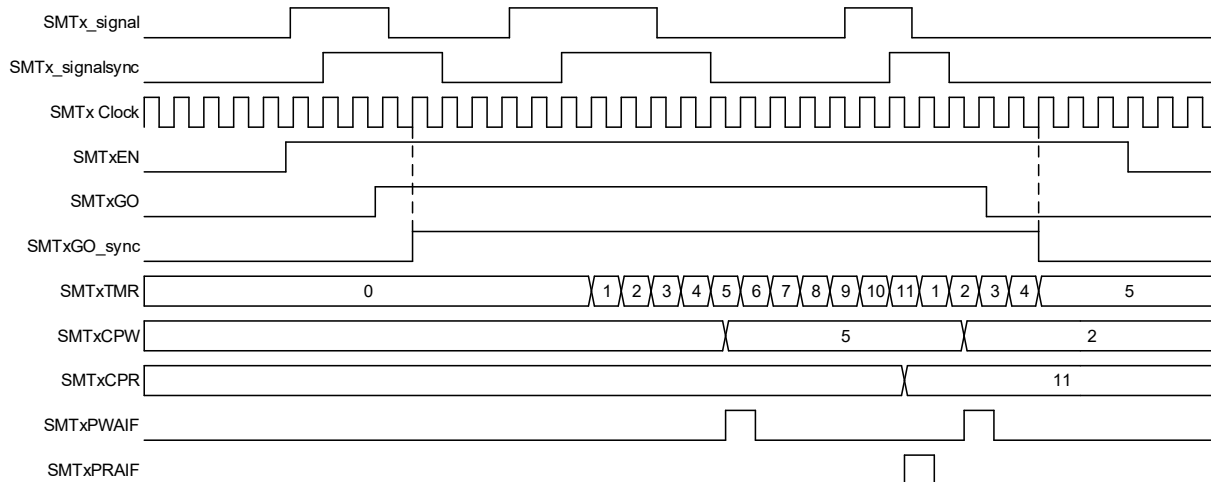 SMTx_signal
SMTx_signalsync
SMTx Clock
SMTxEN
SMTxGO
SMTxGO_sync
SMTxTMR 0 1 2 3 4 5 6 7 8 9 10 11 1 2 3 4 5
SMTxCPW 5 2
SMTxCPR 11
SMTxPWAIF
SMTxPRAIF